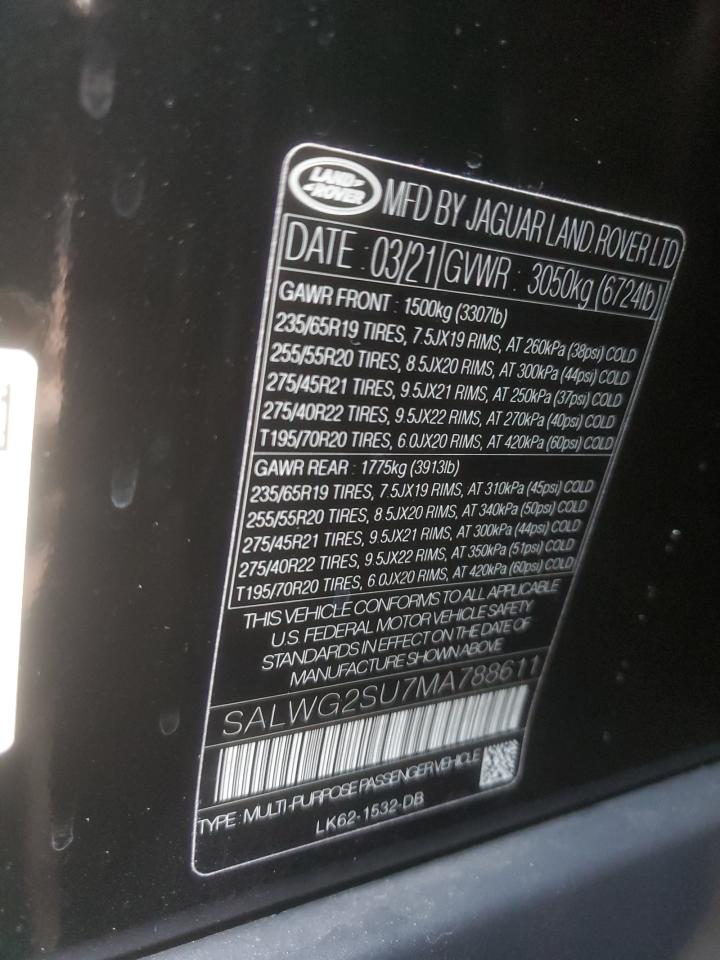 LAND ROVER
MFD BY JAGUAR LAND ROVER LTD
DATE : 03/21 GVWR : 3050kg (6724lb)
GAWR FRONT : 1500kg (3307lb)
235/65R19 TIRES, 7.5JX19 RIMS, AT 260kPa (38psi) COLD
255/55R20 TIRES, 8.5JX20 RIMS, AT 300kPa (44psi) COLD
275/45R21 TIRES, 9.5JX21 RIMS, AT 250kPa (37psi) COLD
275/40R22 TIRES, 9.5JX22 RIMS, AT 270kPa (40psi) COLD
T195/70R20 TIRES, 6.0JX20 RIMS, AT 420kPa (60psi) COLD
GAWR REAR : 1775kg (3913lb)
235/65R19 TIRES, 7.5JX19 RIMS, AT 310kPa (45psi) COLD
255/55R20 TIRES, 8.5JX20 RIMS, AT 340kPa (50psi) COLD
275/45R21 TIRES, 9.5JX21 RIMS, AT 300kPa (44psi) COLD
275/40R22 TIRES, 9.5JX22 RIMS, AT 350kPa (51psi) COLD
T195/70R20 TIRES, 6.0JX20 RIMS, AT 420kPa (60psi) COLD
THIS VEHICLE CONFORMS TO ALL APPLICABLE
U.S. FEDERAL MOTOR VEHICLE SAFETY
STANDARDS IN EFFECT ON THE DATE OF
MANUFACTURE SHOWN ABOVE
SALWG2SU7MA788611
TYPE : MULTI-PURPOSE PASSENGER VEHICLE
LK62-1532-DB